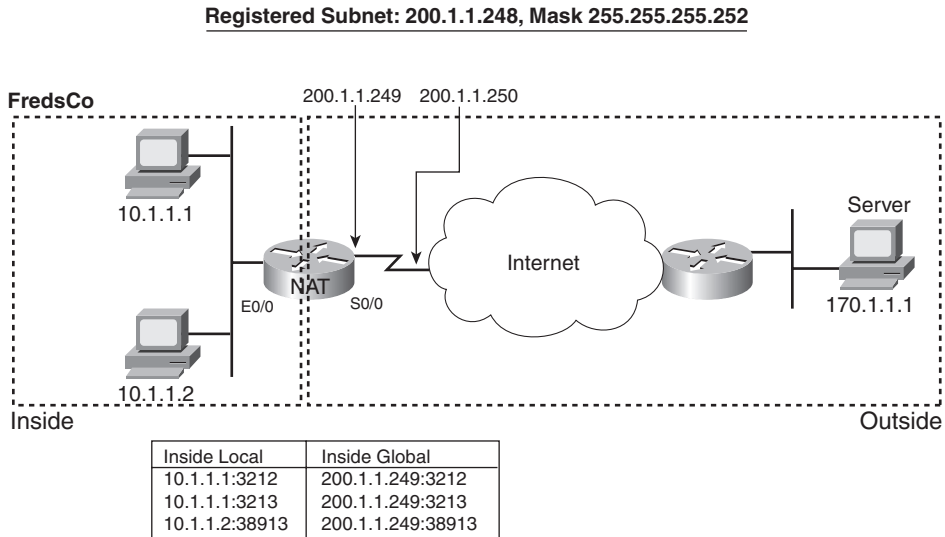 Registered Subnet: 200.1.1.248, Mask 255.255.255.252
FredsCo
200.1.1.249 200.1.1.250
10.1.1.1
10.1.1.2
NAT
E0/0
S0/0
Internet
Server
170.1.1.1
Inside
Outside
Inside Local Inside Global
10.1.1.1:3212 200.1.1.249:3212
10.1.1.1:3213 200.1.1.249:3213
10.1.1.2:38913 200.1.1.249:38913